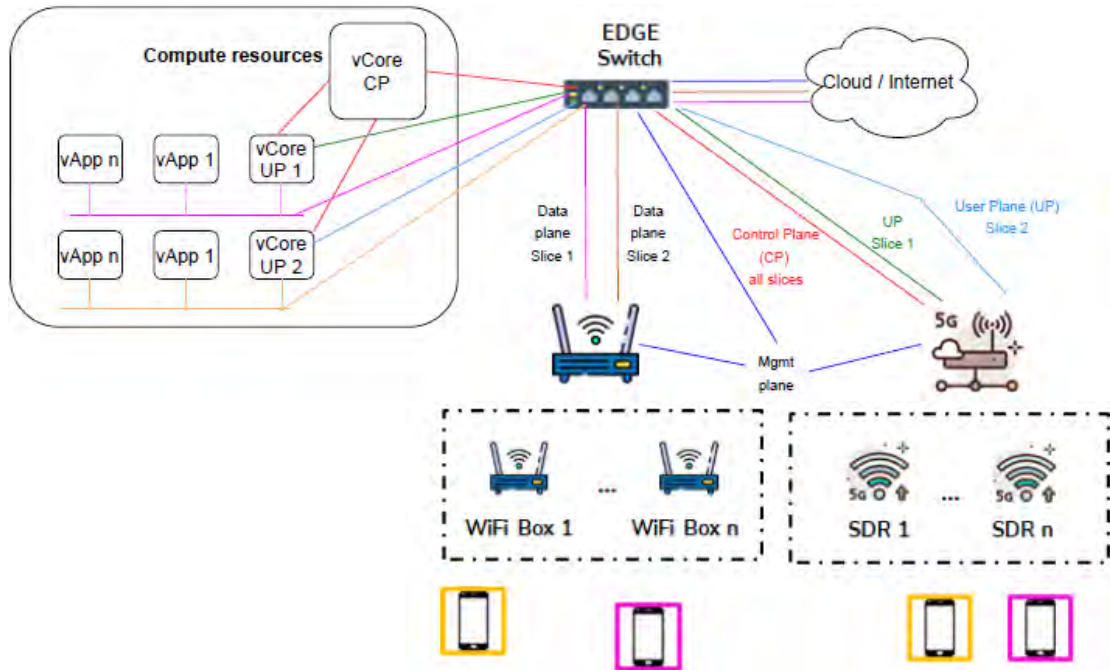 Compute resources
vCore
CP
EDGE
Switch
Cloud / Internet
vApp n
vApp 1
vCore
UP 1
vApp n
vApp 1
vCore
UP 2
Data
plane
Slice 1
Data
plane
Slice 2
Control Plane
(CP)
all slices
UP
Slice 1
User Plane (UP)
Slice 2
Mgmt
plane
5G
WiFi Box 1
...
WiFi Box n
5G
SDR 1
...
5G
SDR n